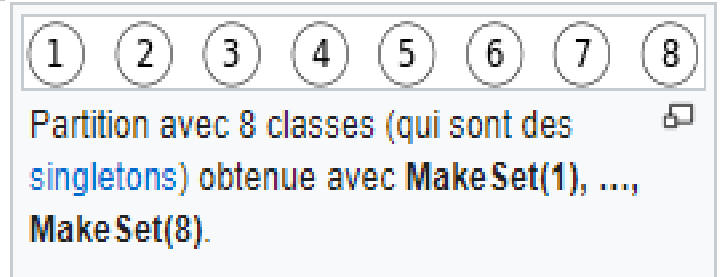 1 2 3 4 5 6 7 8
Partition avec 8 classes (qui sont des
singletons) obtenue avec MakeSet(1), ...,
MakeSet(8).